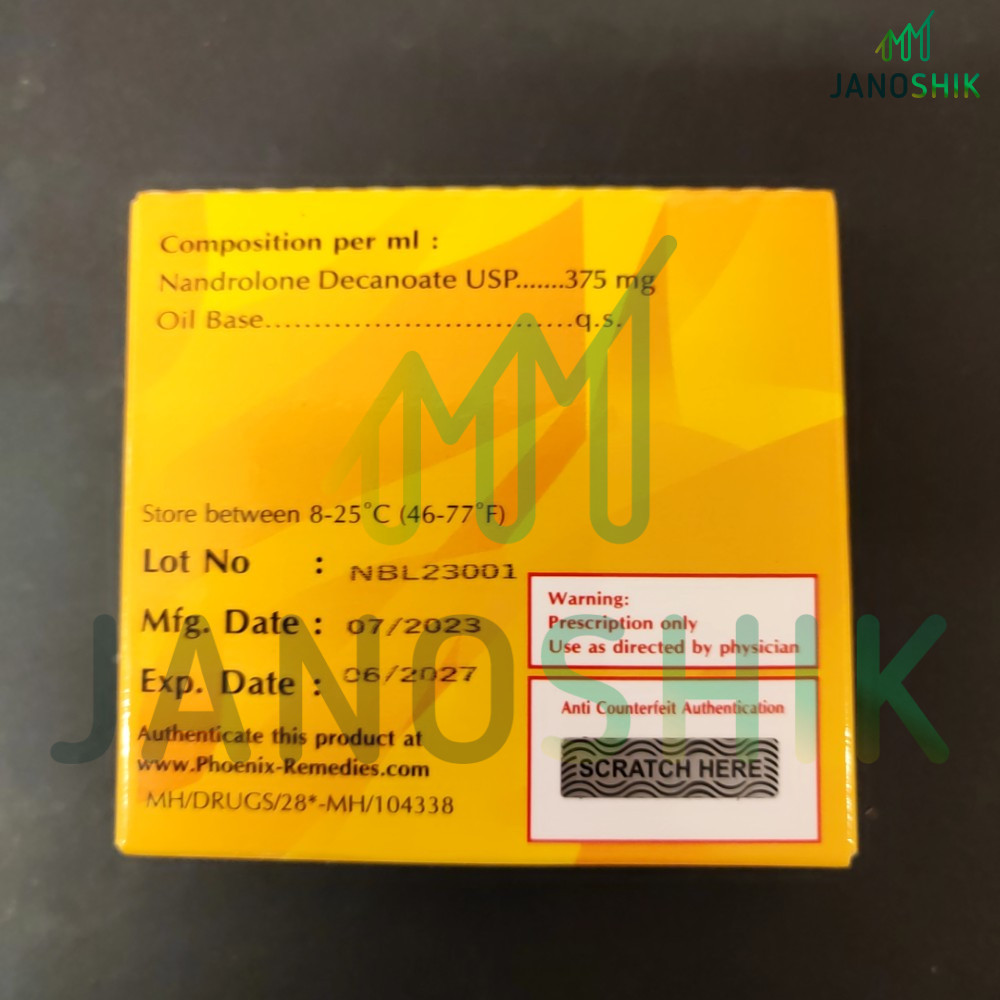 JANOSHIK
Composition per ml :
Nandrolone Decanoate USP.......375 mg
Oil Base...............................q.s.
Store between 8-25°C (46-77°F)
Lot No : NBL23001
Mfg. Date : 07/2023
Exp. Date : 06/2027
Authenticate this product at
www.Phoenix-Remedies.com
MH/DRUGS/28*-MH/104338
Warning:
Prescription only
Use as directed by physician
Anti Counterfeit Authentication
SCRATCH HERE
JANOSHIK